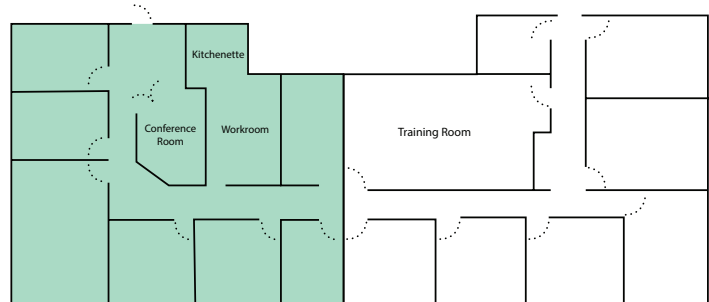 Kitchenette
Conference
Room
Workroom
Training Room